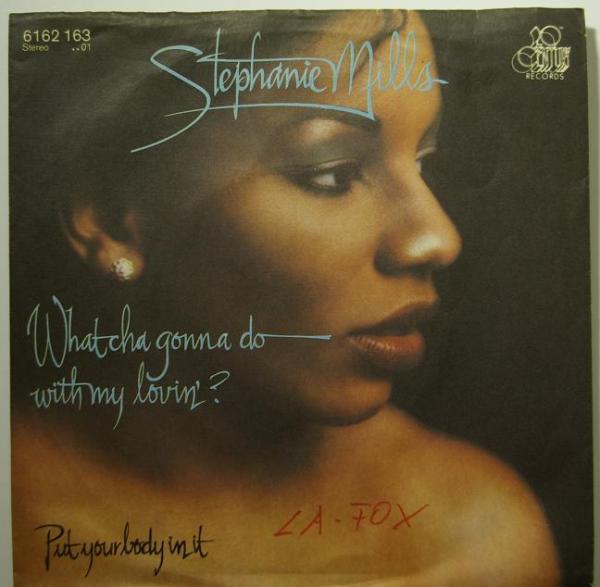 6162 163
Stereo ..01
Stephanie Mills
20th
RECORDS
Whatcha gonna do
with my lovin'?
Put your body in it
LA-FOX